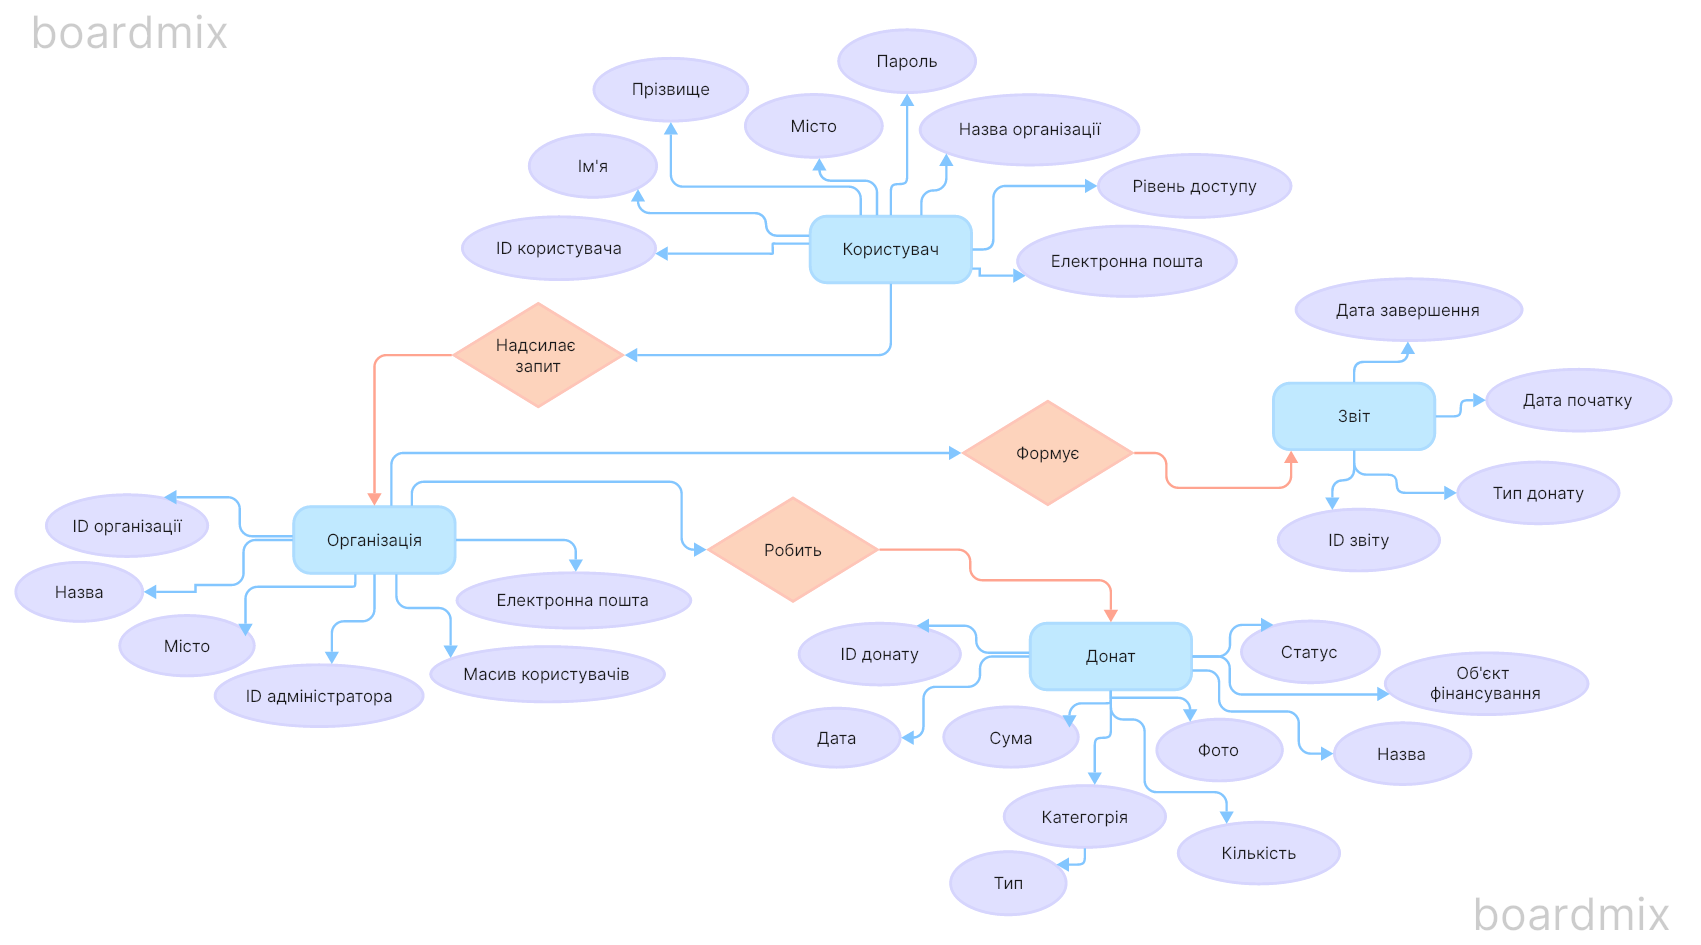 boardmix
Пароль
Прізвище
Місто
Назва організації
Ім'я
Рівень доступу
ID користувача
Користувач
Електронна пошта
Дата завершення
Надсилає
запит
Дата початку
Звіт
Формує
Тип донату
ID організації
Організація
ID звіту
Робить
Назва
Електронна пошта
Місто
Масив користувачів
ID адміністратора
ID донату
Донат
Статус
Об'єкт
фінансування
Дата
Сума
Фото
Назва
Категогрія
Кількість
Тип
boardmix